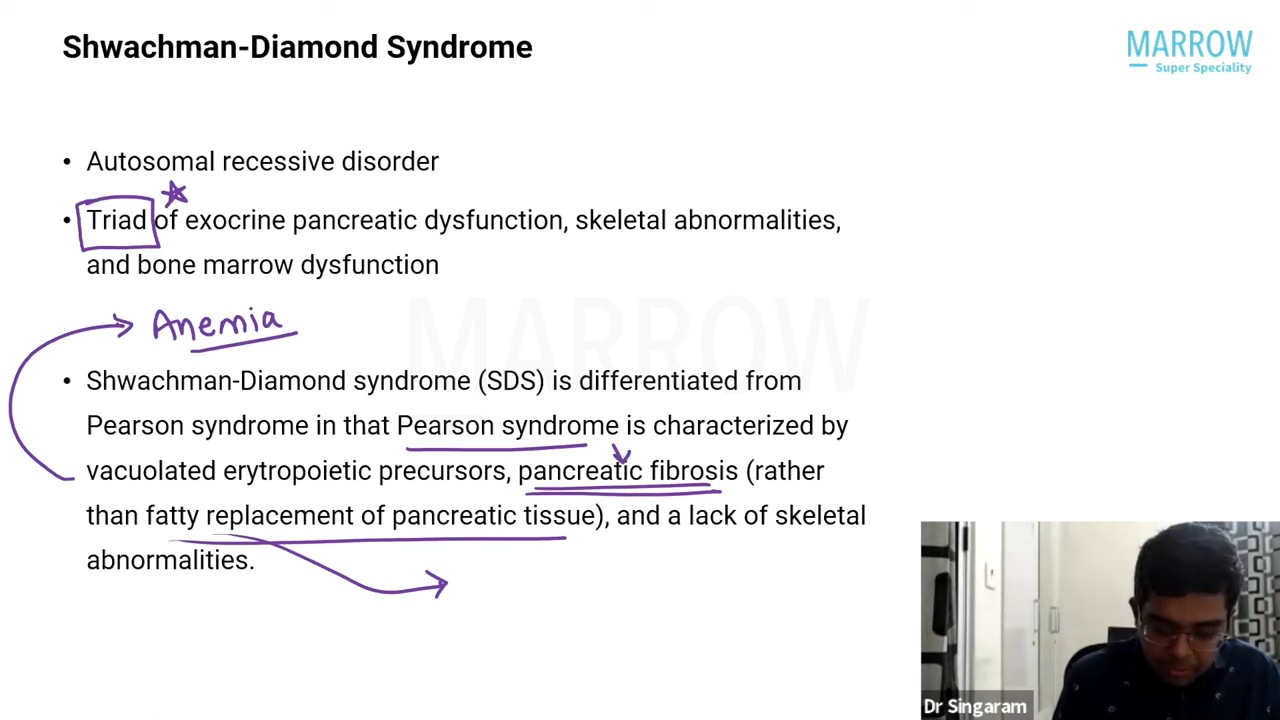 Shwachman-Diamond Syndrome
MARROW
Super Speciality
• Autosomal recessive disorder
• Triad of exocrine pancreatic dysfunction, skeletal abnormalities,
and bone marrow dysfunction
Anemia
MARROW
• Shwachman-Diamond syndrome (SDS) is differentiated from
Pearson syndrome in that Pearson syndrome is characterized by
vacuolated erytropoietic precursors, pancreatic fibrosis (rather
than fatty replacement of pancreatic tissue), and a lack of skeletal
abnormalities.
Dr Singaram